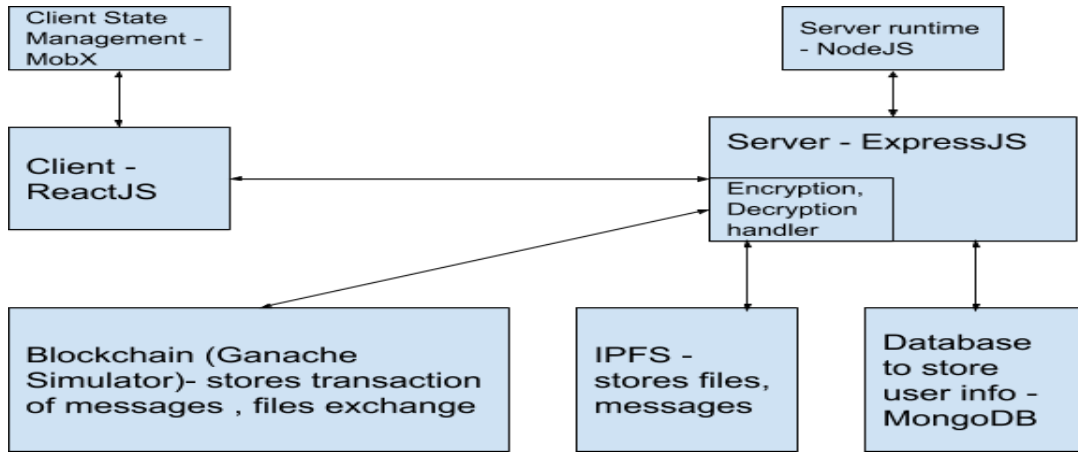 Client State
Management -
MobX
Server runtime
- NodeJS
Client -
ReactJS
Server - ExpressJS
Encryption,
Decryption
handler
Blockchain (Ganache
Simulator)- stores transaction
of messages , files exchange
IPFS -
stores files,
messages
Database
to store
user info -
MongoDB